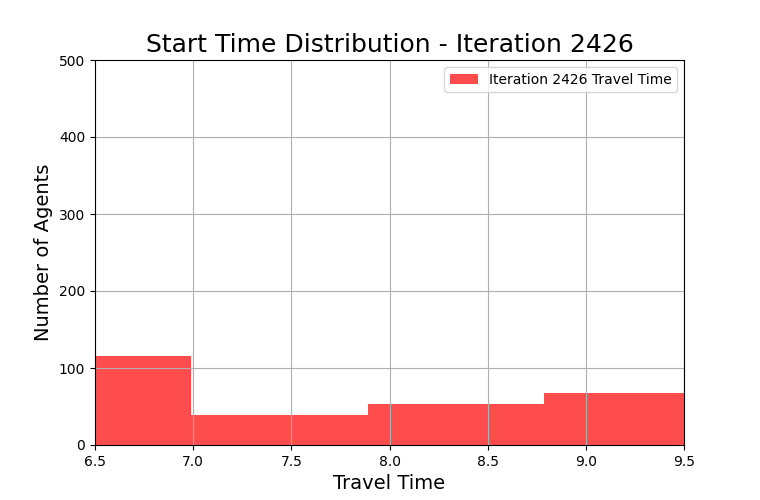 Start Time Distribution - Iteration 2426
Iteration 2426 Travel Time
Number of Agents
500
400
300
200
100
0
6.5 7.0 7.5 8.0 8.5 9.0 9.5
Travel Time